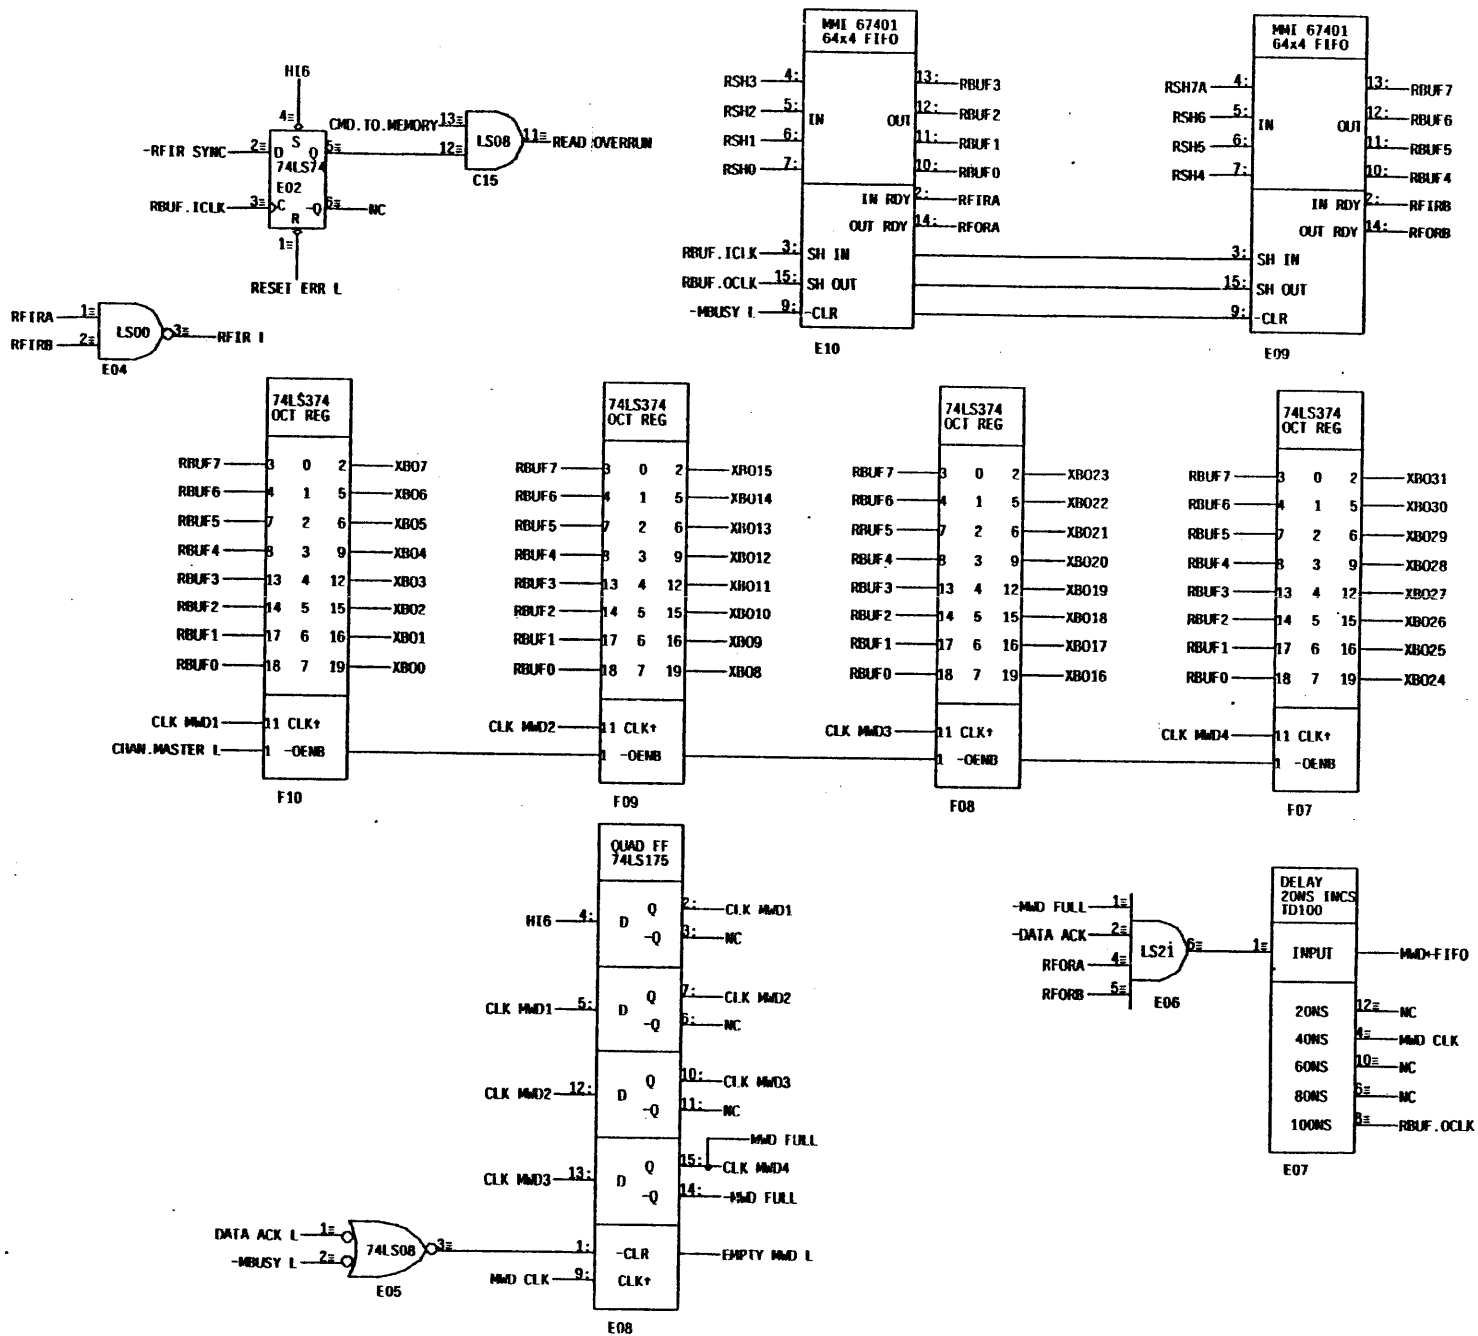 HI6
4≡
S
-RFIR SYNC 2≡ D Q 5≡
74LS74
E02
RBUF.ICLK 3≡ C -Q 6≡ NC
R
1≡
RESET ERR L
CMD.TO.MEMORY 13≡
12≡
LS08
11≡ READ OVERRUN
C15
RFIRA 1≡
RFIRB 2≡
LS00
3≡ RFIR L
E04
MMI 67401
64x4 FIFO
RSH3 4: 13: RBUF3
RSH2 5: IN OUT 12: RBUF2
RSH1 6: 11: RBUF1
RSH0 7: 10: RBUF0
IN RDY 2: RFIRA
OUT RDY 14: RFORA
RBUF.ICLK 3: SH IN
RBUF.OCLK 15: SH OUT
-MBUSY L 9: -CLR
E10
MMI 67401
64x4 FIFO
RSH7A 4: 13: RBUF7
RSH6 5: IN OUT 12: RBUF6
RSH5 6: 11: RBUF5
RSH4 7: 10: RBUF4
IN RDY 2: RFIRB
OUT RDY 14: RFORB
3: SH IN
15: SH OUT
9: -CLR
E09
74LS374
OCT REG
RBUF7 3 0 2 XBO7
RBUF6 4 1 5 XBO6
RBUF5 7 2 6 XBO5
RBUF4 8 3 9 XBO4
RBUF3 13 4 12 XBO3
RBUF2 14 5 15 XBO2
RBUF1 17 6 16 XBO1
RBUF0 18 7 19 XBO0
CLK MWD1 11 CLK↑
CHAN.MASTER L 1 -OENB
F10
74LS374
OCT REG
RBUF7 3 0 2 XBO15
RBUF6 4 1 5 XBO14
RBUF5 7 2 6 XBO13
RBUF4 8 3 9 XBO12
RBUF3 13 4 12 XBO11
RBUF2 14 5 15 XBO10
RBUF1 17 6 16 XBO9
RBUF0 18 7 19 XBO8
CLK MWD2 11 CLK↑
1 -OENB
F09
74LS374
OCT REG
RBUF7 3 0 2 XBO23
RBUF6 4 1 5 XBO22
RBUF5 7 2 6 XBO21
RBUF4 8 3 9 XBO20
RBUF3 13 4 12 XBO19
RBUF2 14 5 15 XBO18
RBUF1 17 6 16 XBO17
RBUF0 18 7 19 XBO16
CLK MWD3 11 CLK↑
1 -OENB
F08
74LS374
OCT REG
RBUF7 3 0 2 XBO31
RBUF6 4 1 5 XBO30
RBUF5 7 2 6 XBO29
RBUF4 8 3 9 XBO28
RBUF3 13 4 12 XBO27
RBUF2 14 5 15 XBO26
RBUF1 17 6 16 XBO25
RBUF0 18 7 19 XBO24
CLK MWD4 11 CLK↑
1 -OENB
F07
QUAD FF
74LS175
HI6 4: D Q 2: CLK MWD1
-Q 3: NC
CLK MWD1 5: D Q 7: CLK MWD2
-Q 6: NC
CLK MWD2 12: D Q 10: CLK MWD3
-Q 11: NC
MWD FULL
CLK MWD3 13: D Q 15: CLK MWD4
-Q 14: -MWD FULL
DATA ACK L 1≡
-MBUSY L 2≡
74LS08
3≡
E05
1: -CLR EMPTY MWD L
MWD CLK 9: CLK↑
E08
-MWD FULL 1≡
-DATA ACK 2≡
RFORA 4≡
RFORB 5≡
LS21
6≡
E06
DELAY
20NS INCS
TD100
1≡ INPUT MWD+FIFO
20NS 12≡ NC
40NS 4≡ MWD CLK
60NS 10≡ NC
80NS 6≡ NC
100NS 8≡ RBUF.OCLK
E07